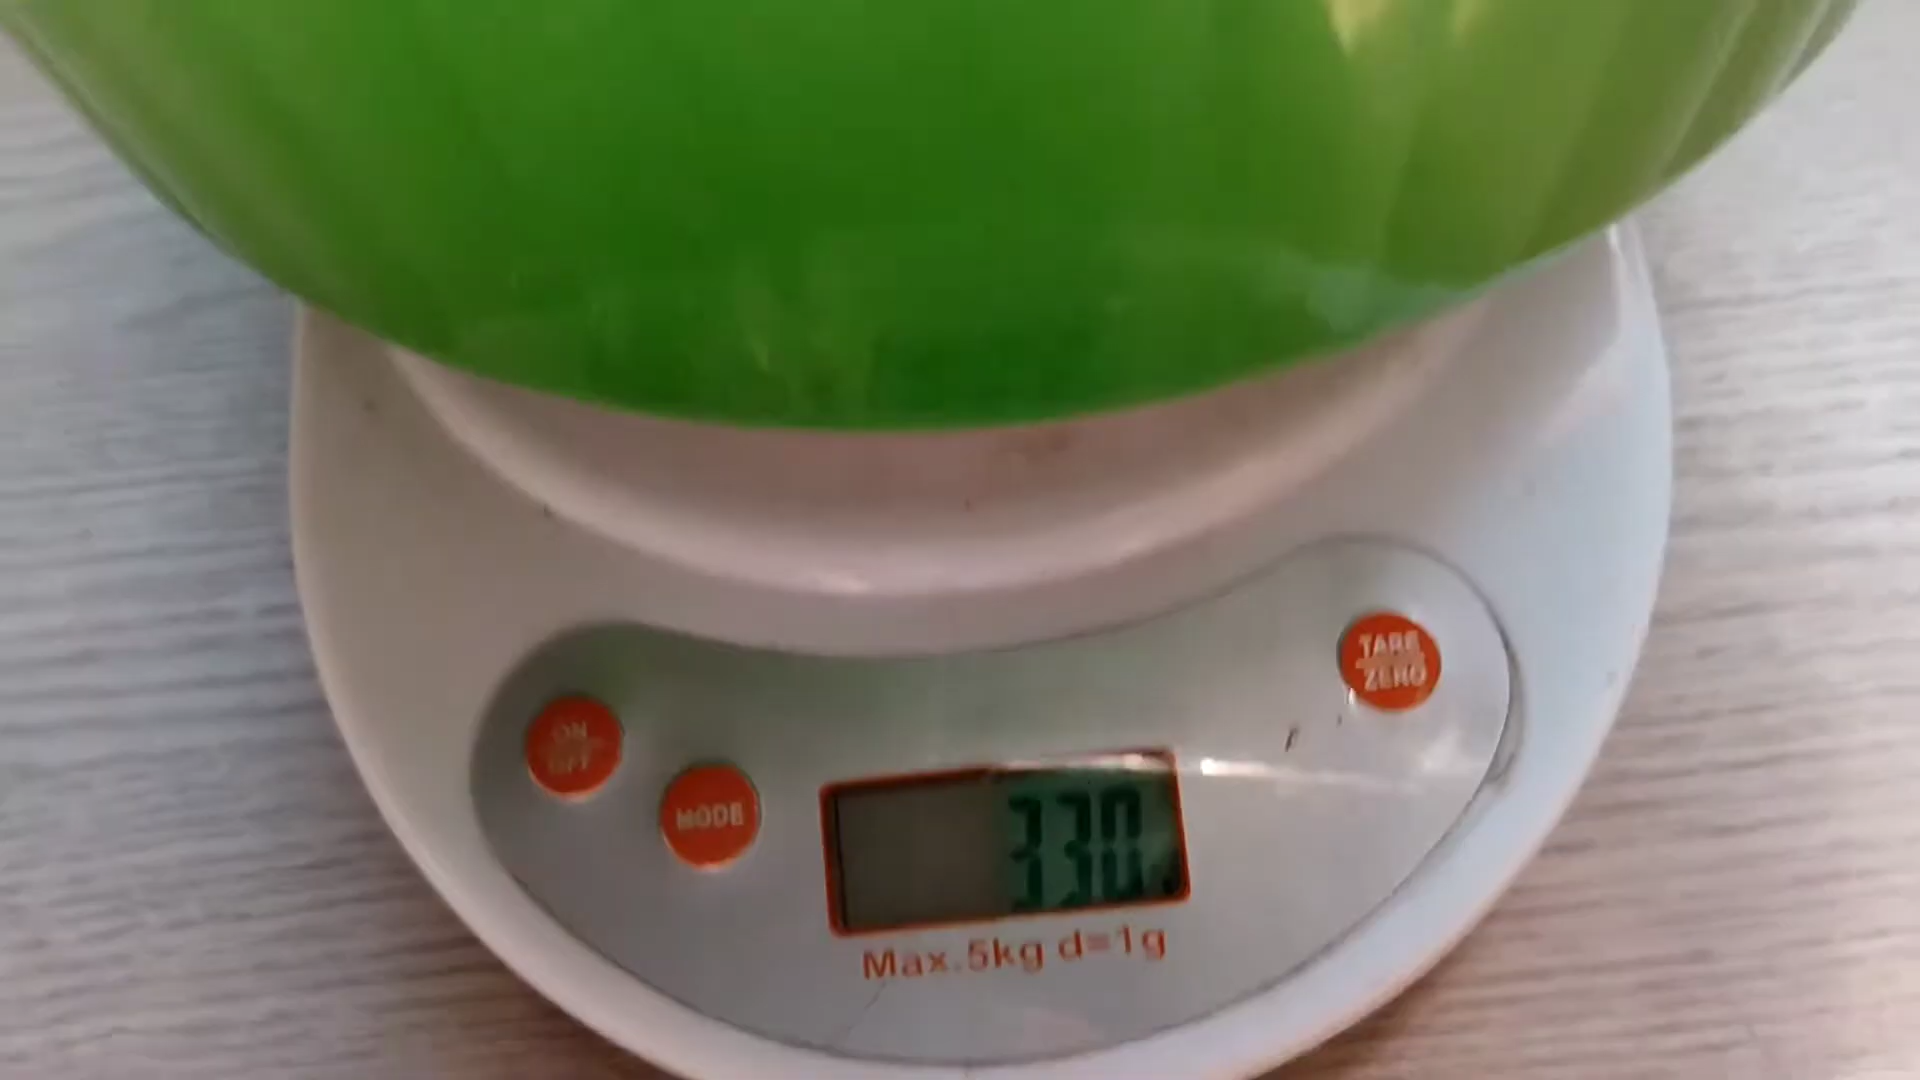 TARE
ZERO
ON
OFF
MODE
330
Max.5kg d=1g